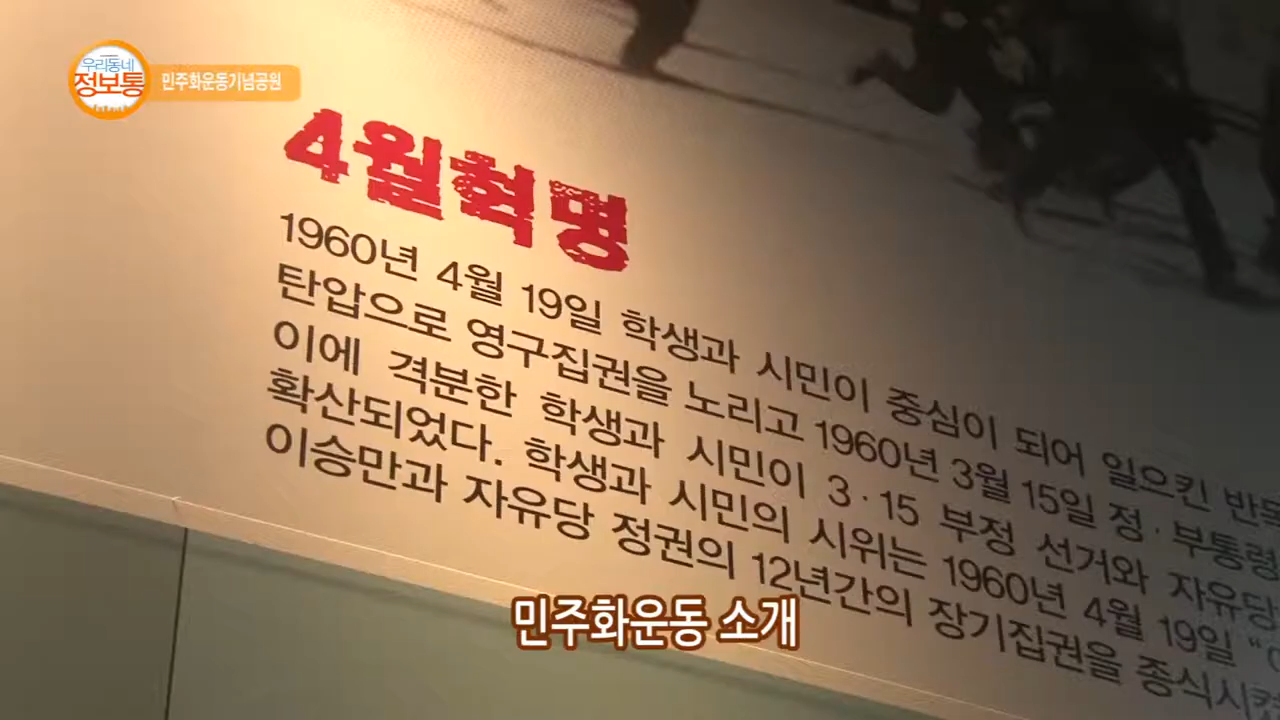 우리동네
정보통
민주화운동기념공원
4월혁명
1960년 4월 19일 학생과 시민이 중심이 되어 일으킨
탄압으로 영구집권을 노리고 1960년 3월 15일 정·부통령
이에 격분한 학생과 시민이 3·15 부정 선거와 자유당
확산되었다. 학생과 시민의 시위는 1960년 4월 19일
이승만과 자유당 정권의 12년간의 장기집권을
민주화운동 소개